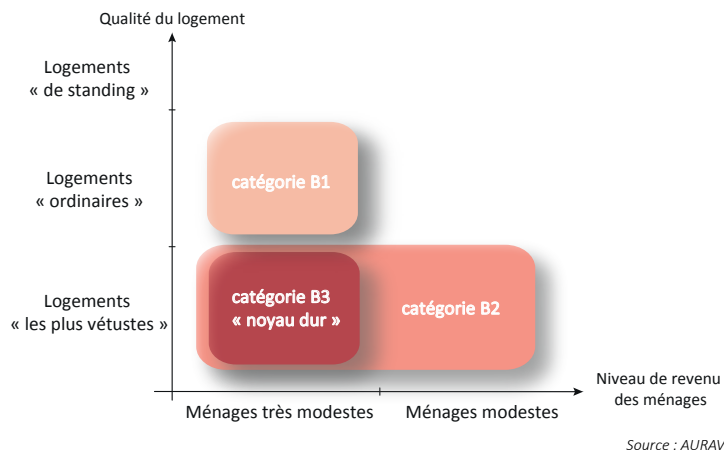 Qualité du logement
Logements
« de standing »
Logements
« ordinaires »
catégorie B1
Logements
« les plus vétustes »
catégorie B3
« noyau dur »
catégorie B2
Niveau de revenu
des ménages
Ménages très modestes
Ménages modestes
Source : AURAV